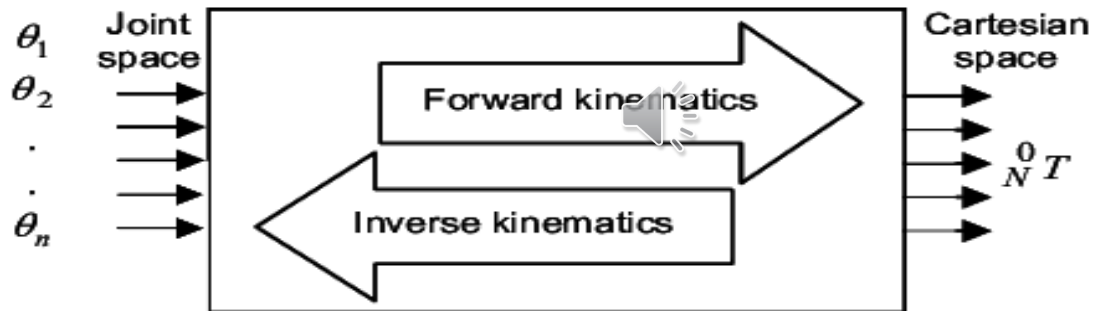 θ1
θ2
.
.
θn
Joint
space
Forward kinematics
Inverse kinematics
Cartesian
space
0
N T